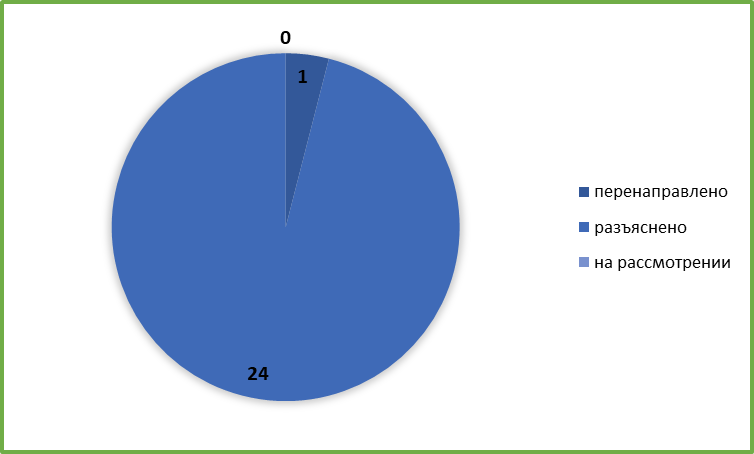 0
1
24
перенаправлено
разъяснено
на рассмотрении